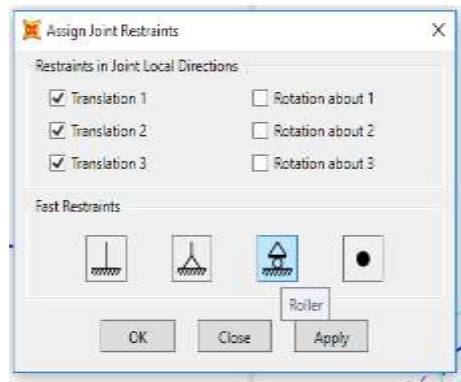 Assign Joint Restraints
Restraints in Joint Local Directions
Translation 1
Rotation about 1
Translation 2
Rotation about 2
Translation 3
Rotation about 3
Fast Restraints
Roller
OK
Close
Apply